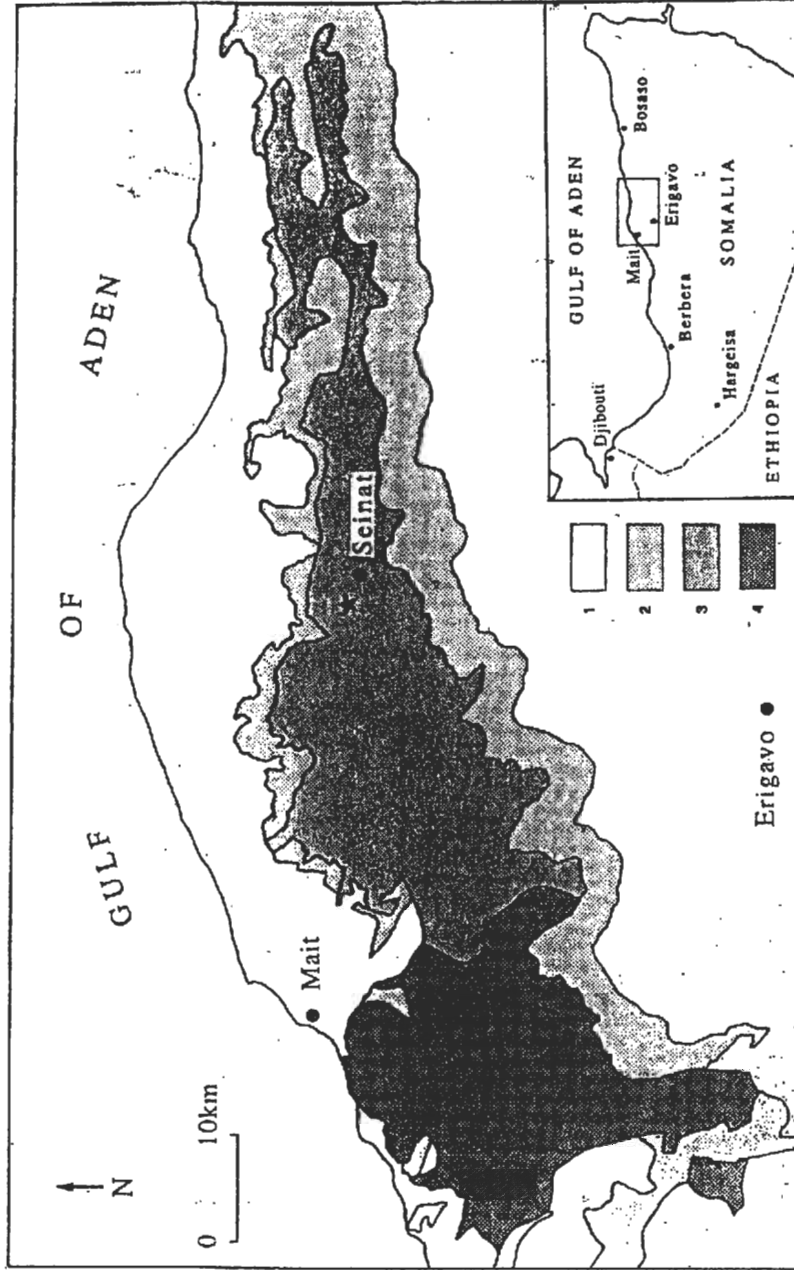 GULF OF ADEN
N
0 10km
Mait
Seinat
Erigavo
1
2
3
4
GULF OF ADEN
Djibouti
Bosaso
Mait
Erigavo
Berbera
Hargeisa
SOMALIA
ETHIOPIA